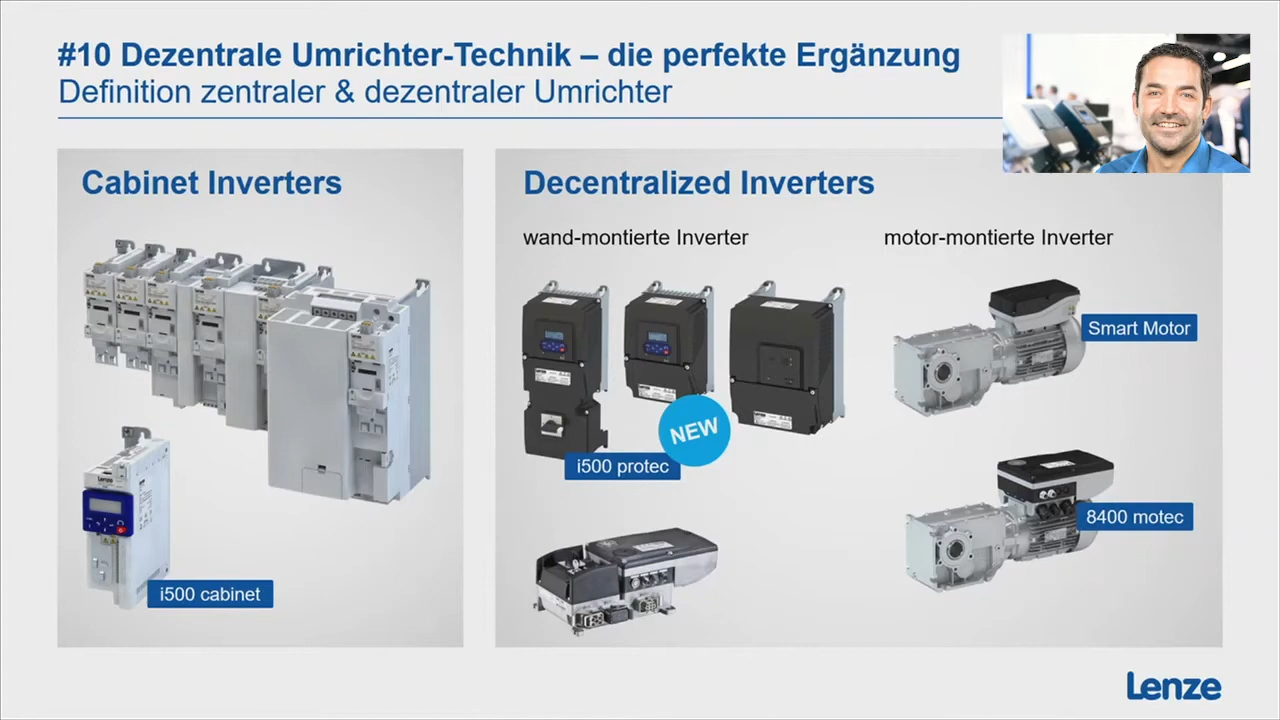 #10 Dezentrale Umrichter-Technik – die perfekte Ergänzung
Definition zentraler & dezentraler Umrichter
Cabinet Inverters
Decentralized Inverters
wand-montierte Inverter
motor-montierte Inverter
Smart Motor
NEW
i500 protec
8400 motec
Lenze
i500 cabinet
Lenze